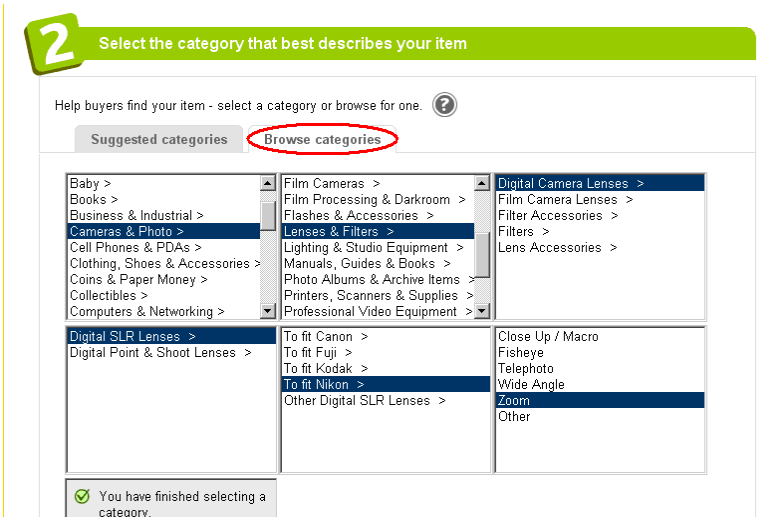 2
Select the category that best describes your item
Help buyers find your item - select a category or browse for one. ?
Suggested categories
Browse categories
Baby >
Books >
Business & Industrial >
Cameras & Photo >
Cell Phones & PDAs >
Clothing, Shoes & Accessories >
Coins & Paper Money >
Collectibles >
Computers & Networking >
Film Cameras >
Film Processing & Darkroom >
Flashes & Accessories >
Lenses & Filters >
Lighting & Studio Equipment >
Manuals, Guides & Books >
Photo Albums & Archive Items >
Printers, Scanners & Supplies >
Professional Video Equipment >
Digital Camera Lenses >
Film Camera Lenses >
Filter Accessories >
Filters >
Lens Accessories >
Digital SLR Lenses >
Digital Point & Shoot Lenses >
To fit Canon >
To fit Fuji >
To fit Kodak >
To fit Nikon >
Other Digital SLR Lenses >
Close Up / Macro
Fisheye
Telephoto
Wide Angle
Zoom
Other
You have finished selecting a
category.